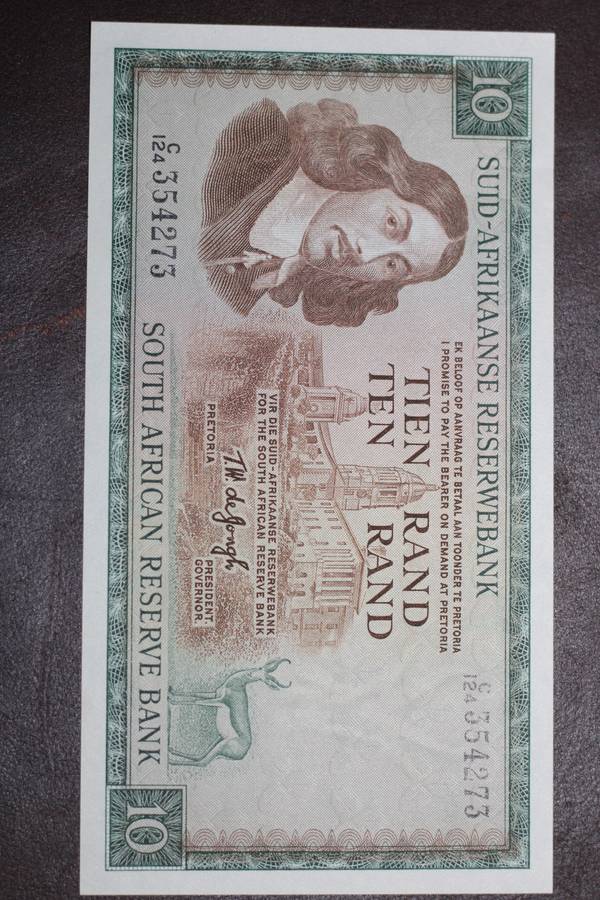 10
SUID-AFRIKAANSE RESERWEBANK
EK BELOOF OP AANVRAAG TE BETAAL AAN TOONDER TE PRETORIA
I PROMISE TO PAY THE BEARER ON DEMAND AT PRETORIA
C
124 354273
TIEN RAND
TEN RAND
VIR DIE SUID-AFRIKAANSE RESERWEBANK
FOR THE SOUTH AFRICAN RESERVE BANK
T.W. de Jongh
PRETORIA
PRESIDENT.
GOVERNOR.
C
124 354273
SOUTH AFRICAN RESERVE BANK
10